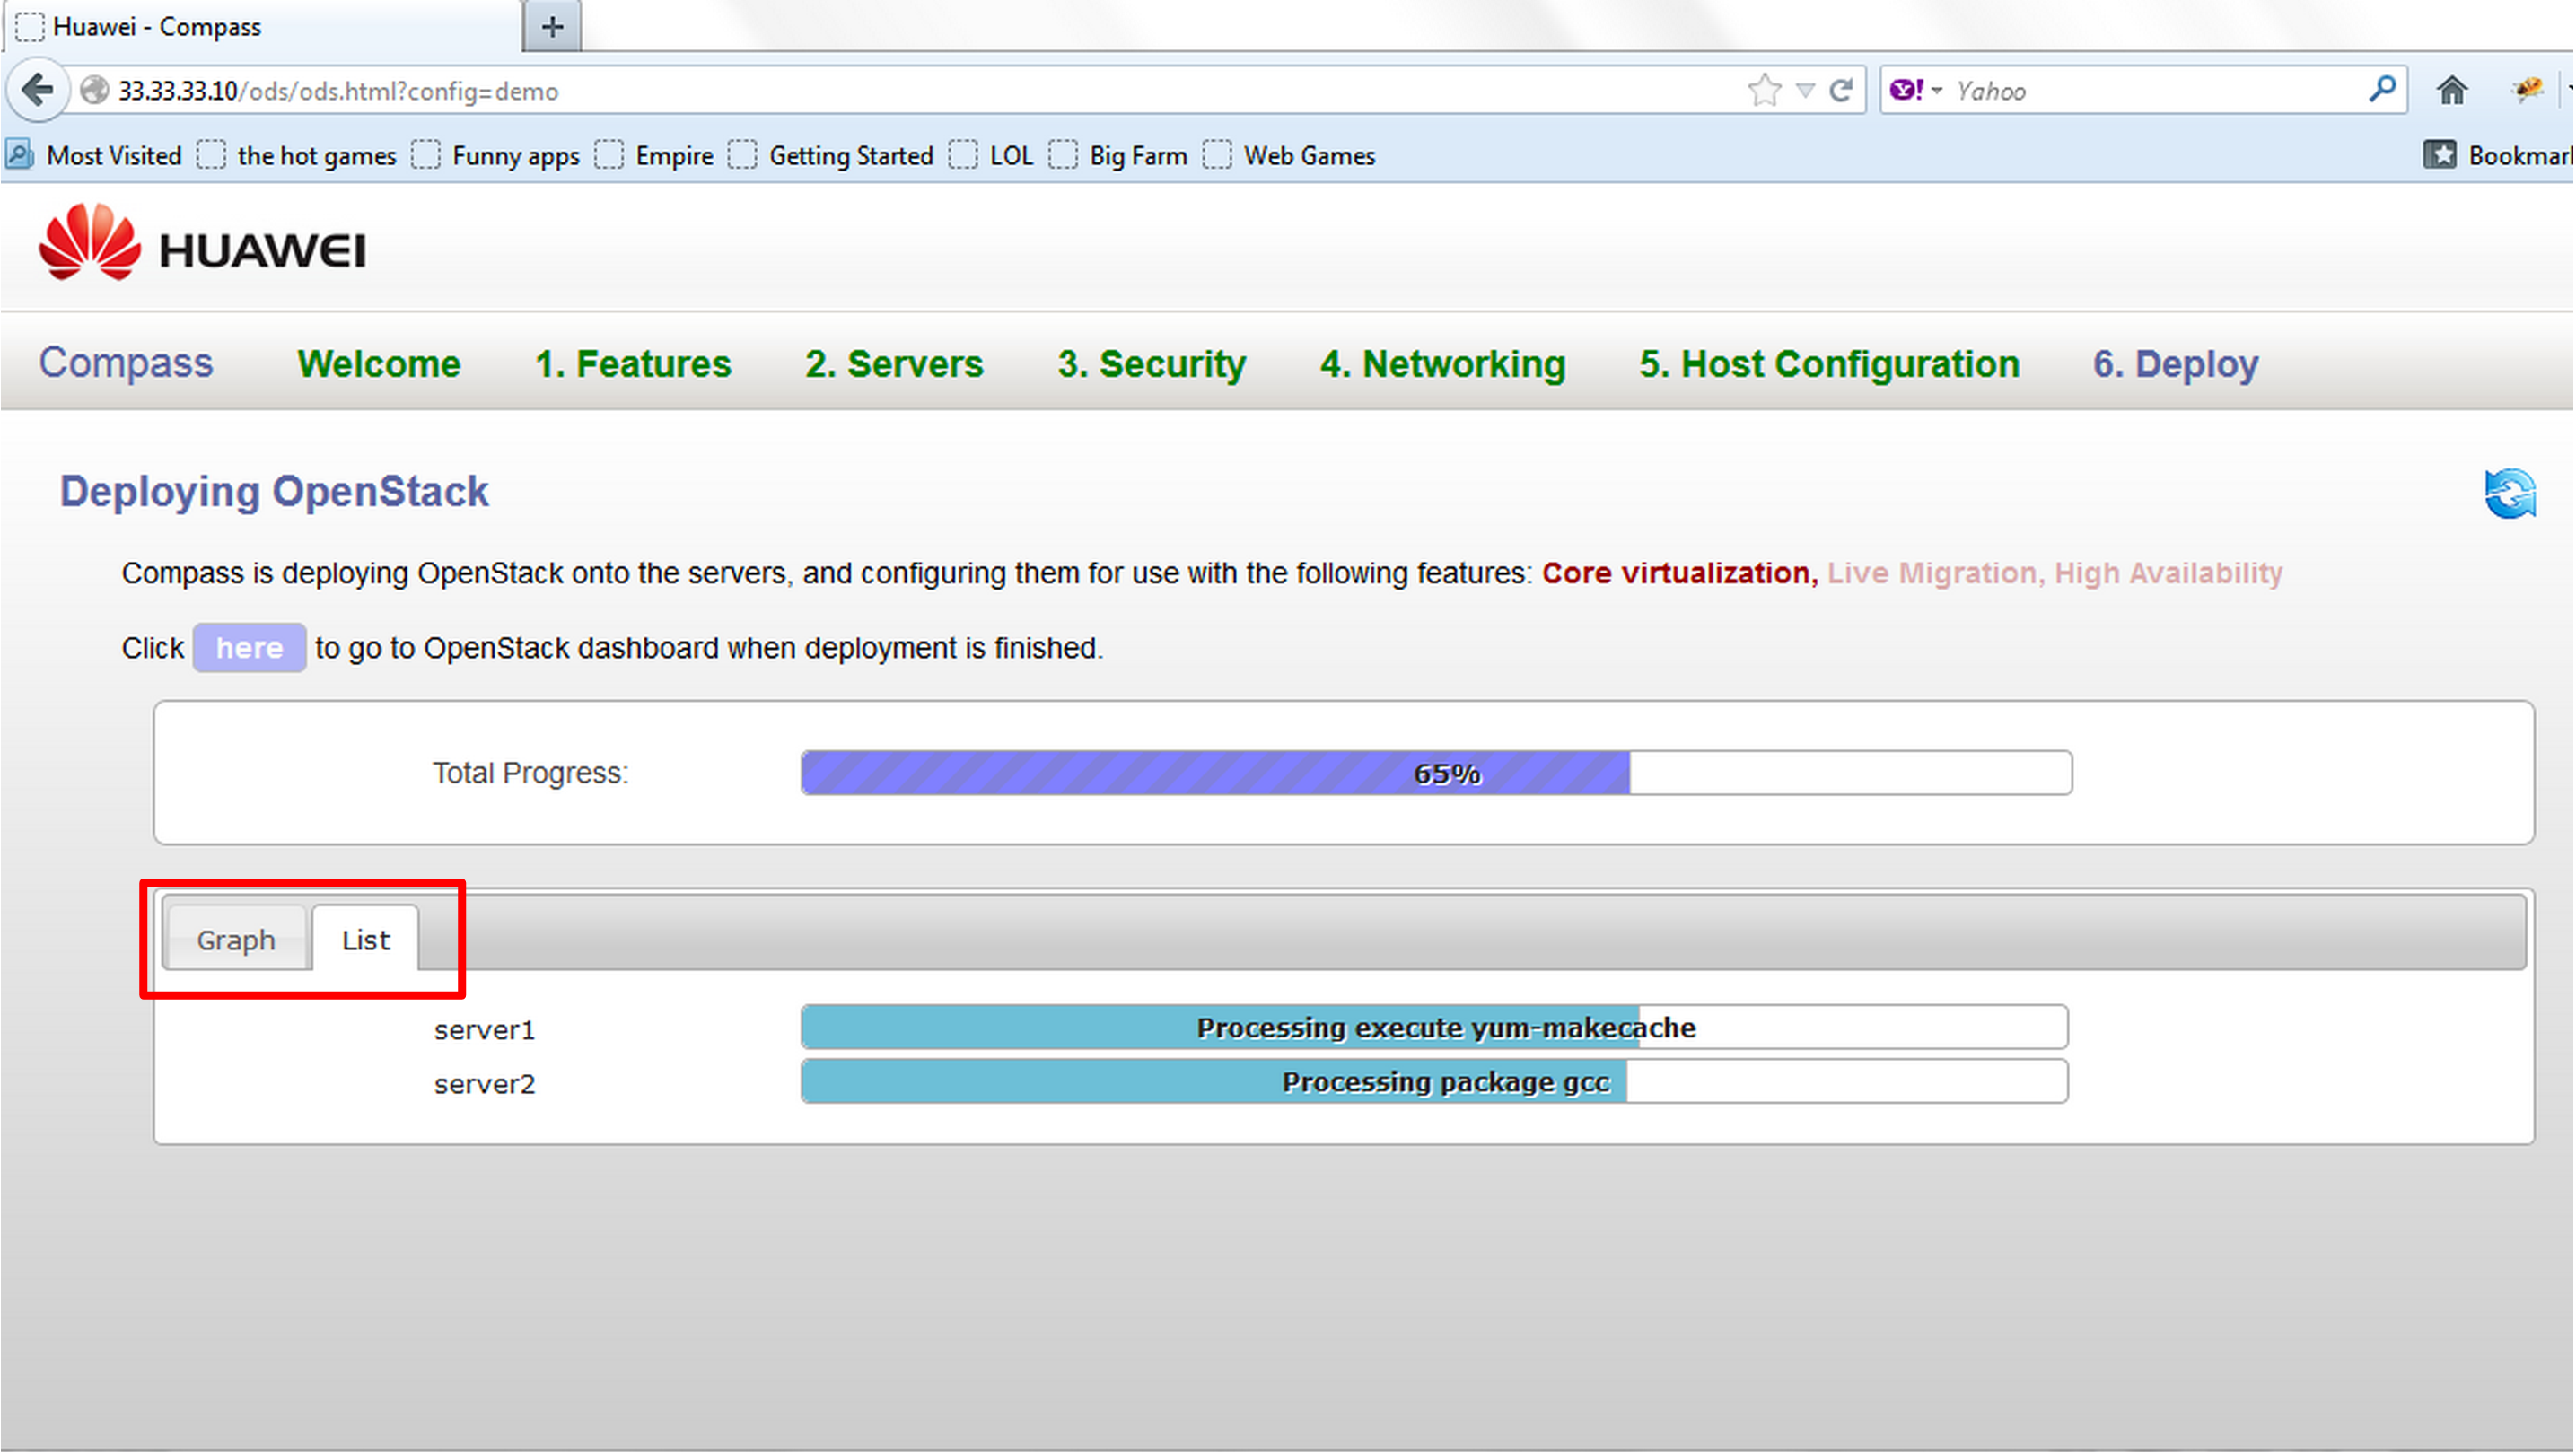 Huawei - Compass
33.33.33.10/ods/ods.html?config=demo Yahoo
Most Visited the hot games Funny apps Empire Getting Started LOL Big Farm Web Games Bookmar
HUAWEI
Compass Welcome 1. Features 2. Servers 3. Security 4. Networking 5. Host Configuration 6. Deploy
Deploying OpenStack
Compass is deploying OpenStack onto the servers, and configuring them for use with the following features: Core virtualization, Live Migration, High Availability
Click here to go to OpenStack dashboard when deployment is finished.
Total Progress: 65%
Graph List
server1 Processing execute yum-makecache
server2 Processing package gcc